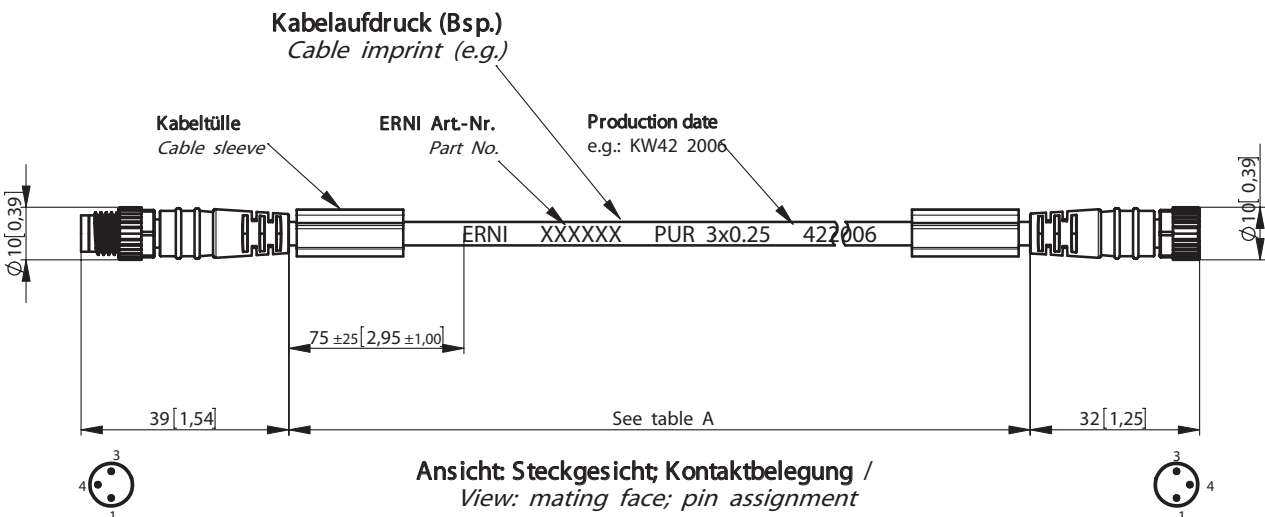 Kabelaufdruck (Bsp.)
Cable imprint (e.g.)
Kabeltülle
Cable sleeve
ERNI Art.-Nr.
Part No.
Production date
e.g.: KW42 2006
Ø10[0,39]
Ø10[0,39]
ERNI XXXXXX PUR 3x0.25 422006
75 ±25[2,95 ±1,00]
39[1,54]
See table A
32[1,25]
3
4
1
Ansicht: Steckgesicht; Kontaktbelegung /
View: mating face; pin assignment
3
4
1